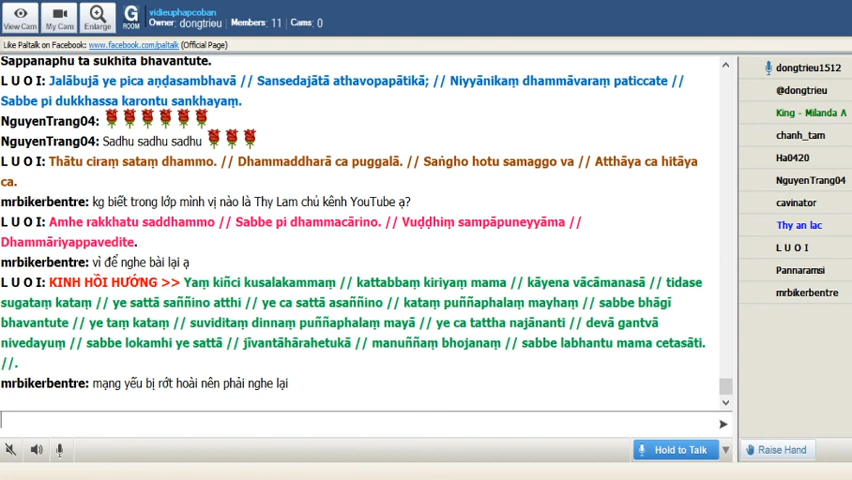 vidieuphapcoban
Owner: dongtrieu Members: 11 Cams: 0
View Cam
My Cam
Enlarge
G
ROOM
Like Paltalk on Facebook: www.facebook.com/paltalk (Official Page)
Sappanaphu ta sukhita bhavantute.
L U O I: Jalābujā ye pica aṇḍasambhavā // Sansedajātā athavopapātikā; // Niyyānikaṃ dhammāvaraṃ paticcate //
Sabbe pi dukkhassa karontu sankhayaṃ.
NguyenTrang04:
NguyenTrang04: Sadhu sadhu sadhu
L U O I: Thātu ciraṃ sataṃ dhammo. // Dhammaddharā ca puggalā. // Saṅgho hotu samaggo va // Atthāya ca hitāya
ca.
mrbikerbentre: kg biết trong lớp mình vị nào là Thy Lam chủ kênh YouTube ạ?
L U O I: Amhe rakkhatu saddhammo // Sabbe pi dhammacārino. // Vuḍḍhiṃ sampāpuneyyāma //
Dhammāriyappavedite.
mrbikerbentre: vì để nghe bài lại ạ
L U O I: KINH HỒI HƯỚNG >> Yaṃ kiñci kusalakammaṃ // kattabbaṃ kiriyaṃ mama // kāyena vācāmanasā // tidase
sugataṃ kataṃ // ye sattā saññino atthi // ye ca sattā asaññino // kataṃ puññaphalaṃ mayhaṃ // sabbe bhāgī
bhavantute // ye taṃ kataṃ // suviditaṃ dinnaṃ puññaphalaṃ mayā // ye ca tattha najānanti // devā gantvā
nivedayuṃ // sabbe lokamhi ye sattā // jīvantāhārahetukā // manuññaṃ bhojanaṃ // sabbe labhantu mama cetasāti.
//.
mrbikerbentre: mạng yếu bị rớt hoài nên phải nghe lại
Hold to Talk
Raise Hand
dongtrieu1512
@dongtrieu
King - Milanda A
chanh_tam
Ha0420
NguyenTrang04
cavinator
Thy an lac
L U O I
Pannaramsi
mrbikerbentre